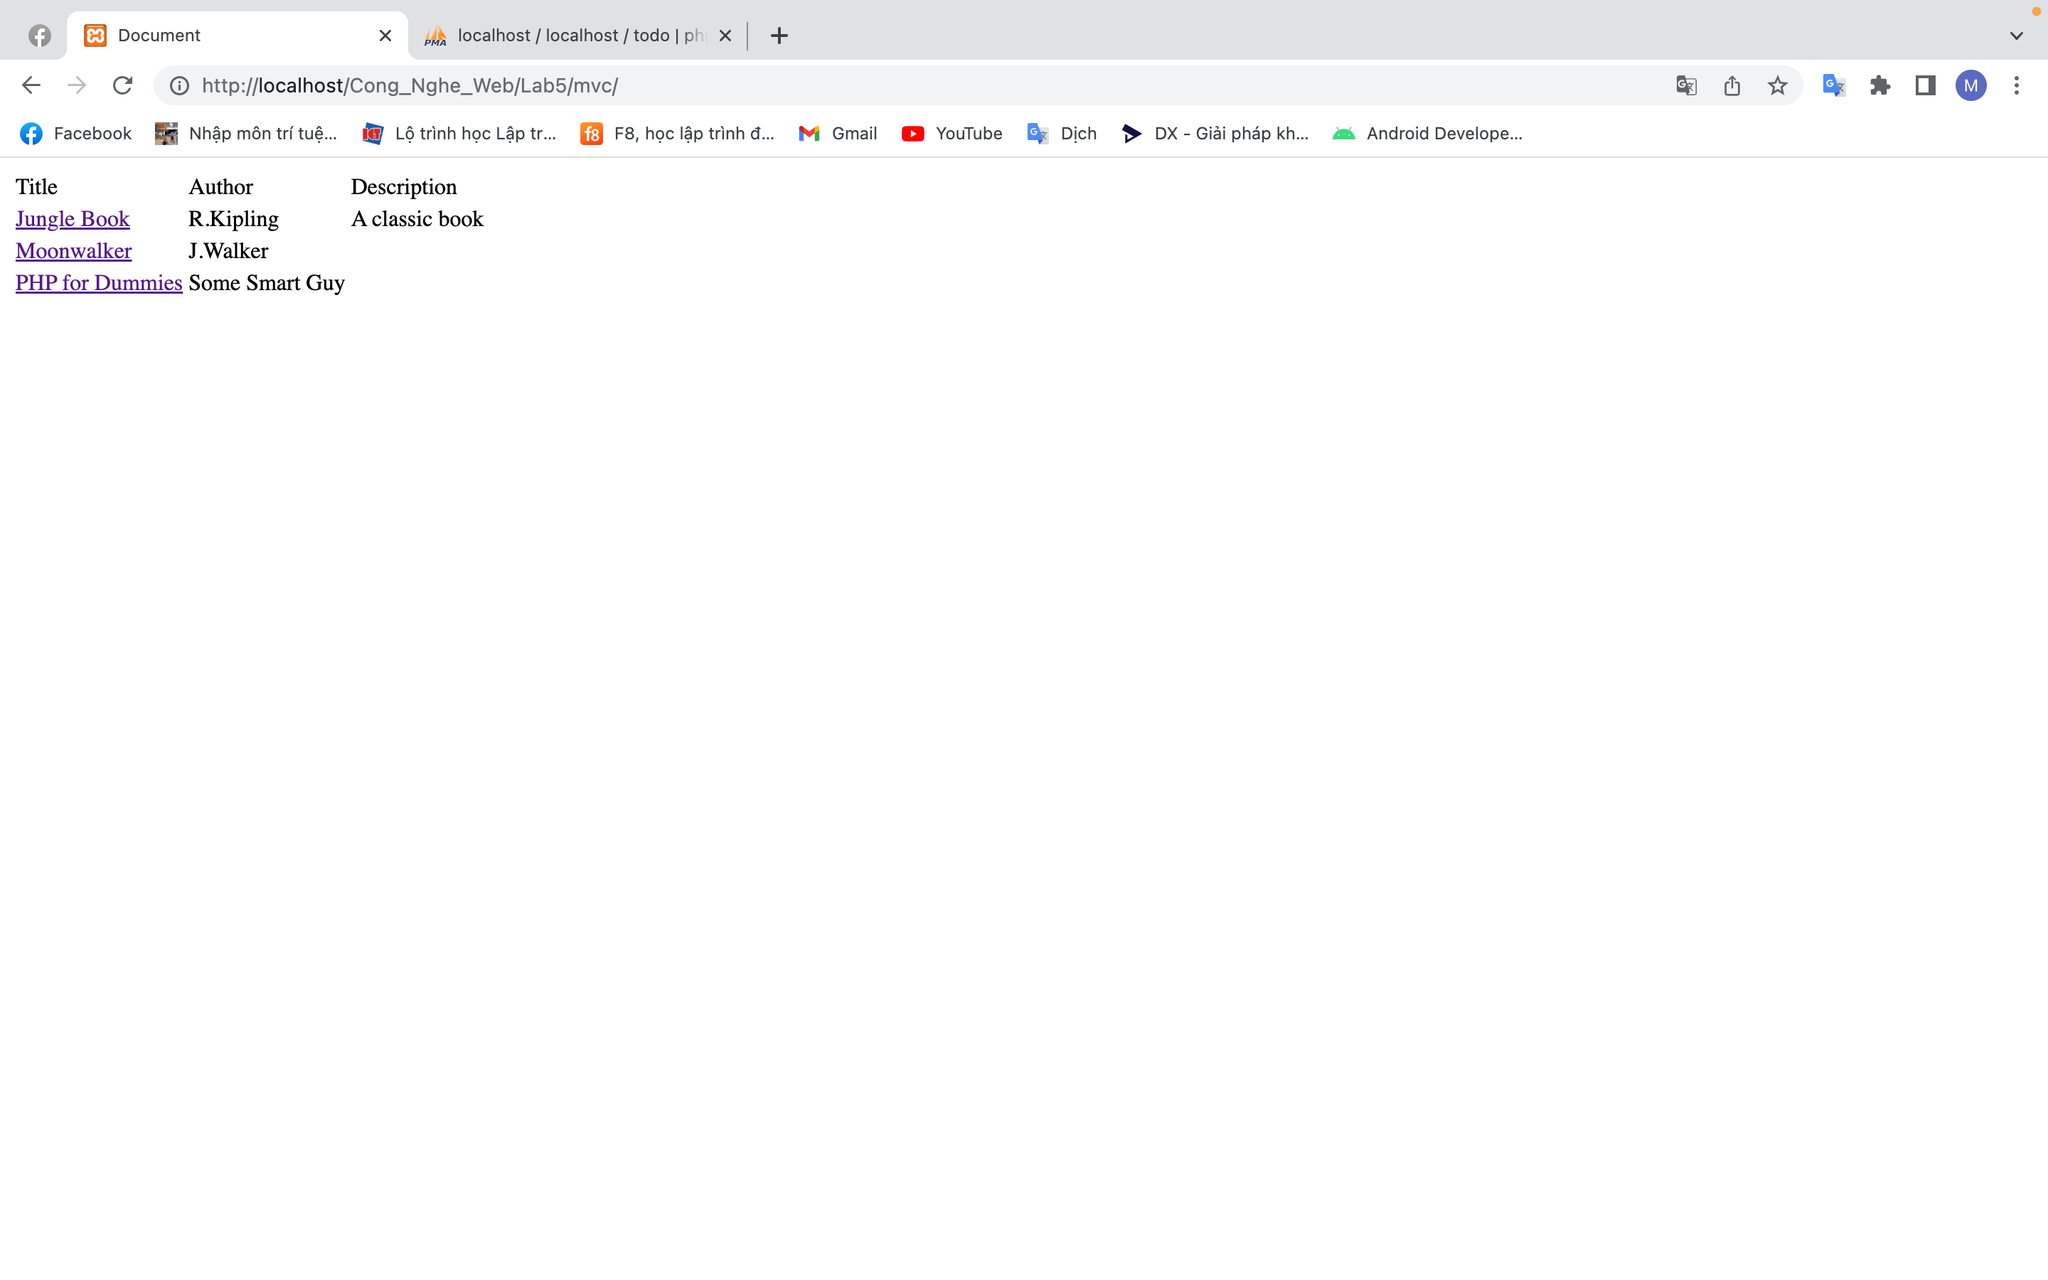 Document
localhost / localhost / todo | ph
http://localhost/Cong_Nghe_Web/Lab5/mvc/
M
Facebook
Nhập môn trí tuệ...
Lộ trình học Lập tr...
F8, học lập trình đ...
Gmail
YouTube
Dịch
DX - Giải pháp kh...
Android Develope...
Title Author Description
Jungle Book R.Kipling A classic book
Moonwalker J.Walker
PHP for Dummies Some Smart Guy